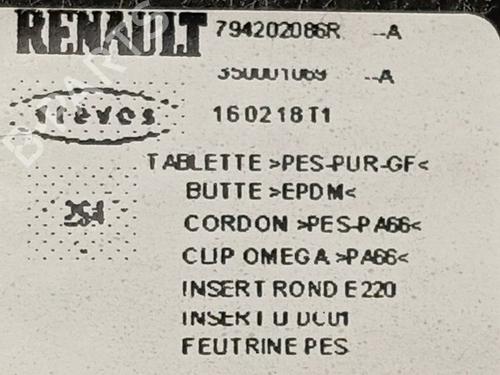 RENAULT 794202086R --A
350001069 --A
treves 160218T1
TABLETTE >PES-PUR-GF<
BUTTE >EPDM<
254 CORDON >PES-PA66<
CLIP OMEGA >PA66<
INSERT ROND E220
INSERT U DC01
FEUTRINE PES